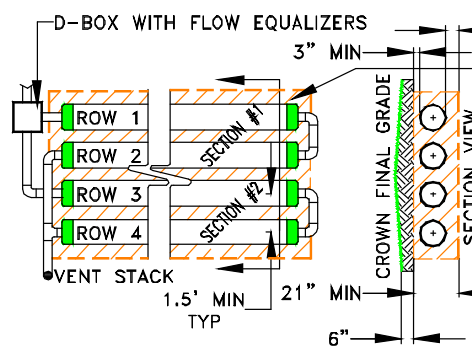 D-BOX WITH FLOW EQUALIZERS
3" MIN
ROW 1
ROW 2
ROW 3
ROW 4
SECTION #1
SECTION #2
VENT STACK
1.5' MIN
TYP
21" MIN
6"
CROWN FINAL GRADE
SECTION VIEW